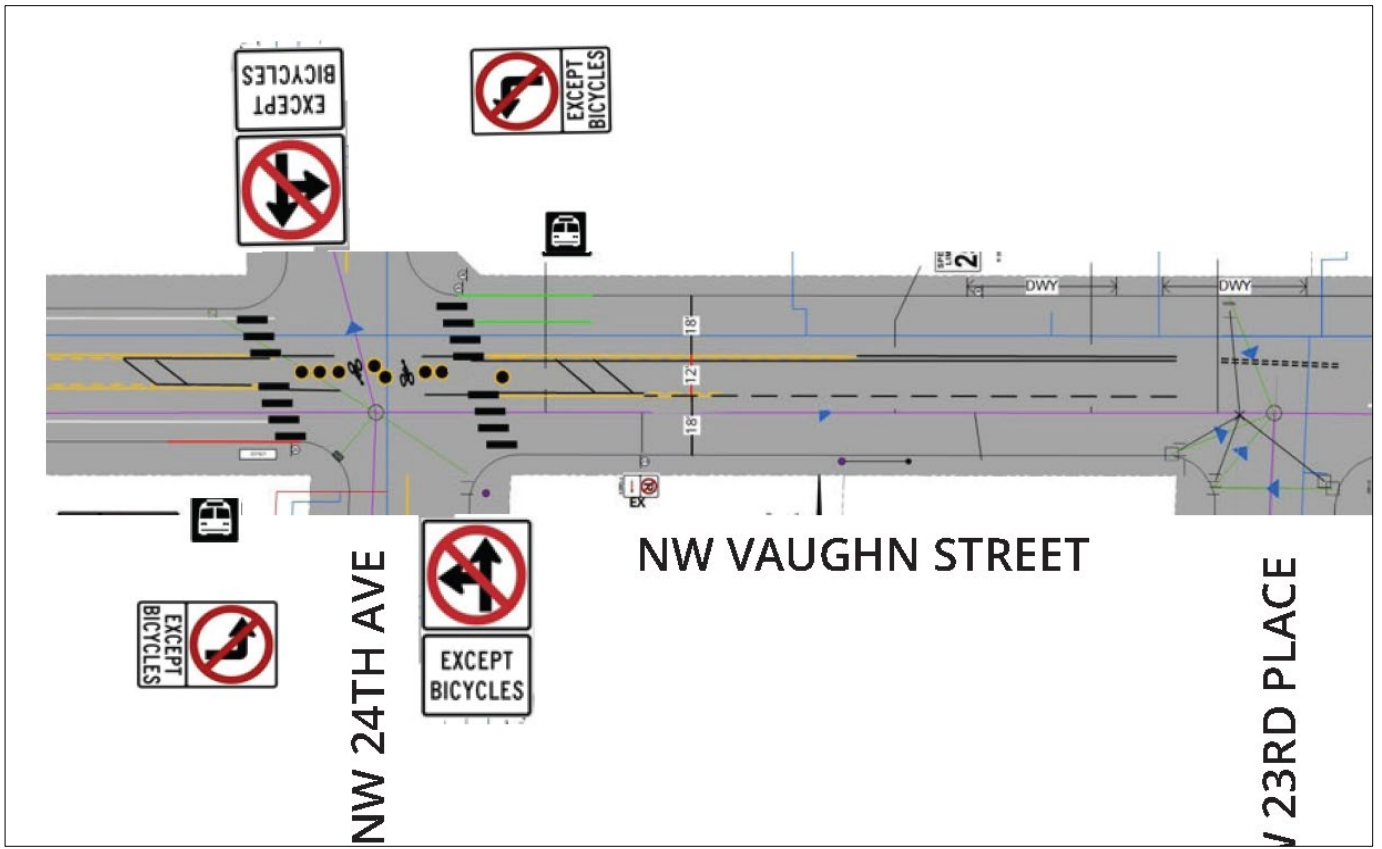 EXCEPT
BICYCLES
EXCEPT
BICYCLES
DWY
DWY
18'
12'
18'
EX
NW VAUGHN STREET
EXCEPT
BICYCLES
EXCEPT
BICYCLES
NW 24TH AVE
23RD PLACE